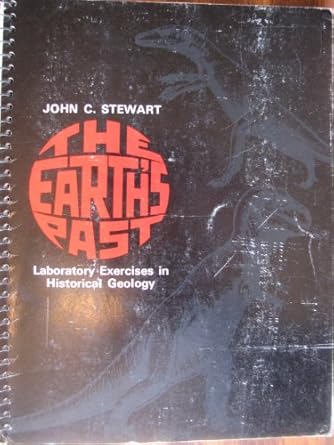 JOHN C. STEWART
THE
EARTH'S
PAST
Laboratory Exercises in
Historical Geology